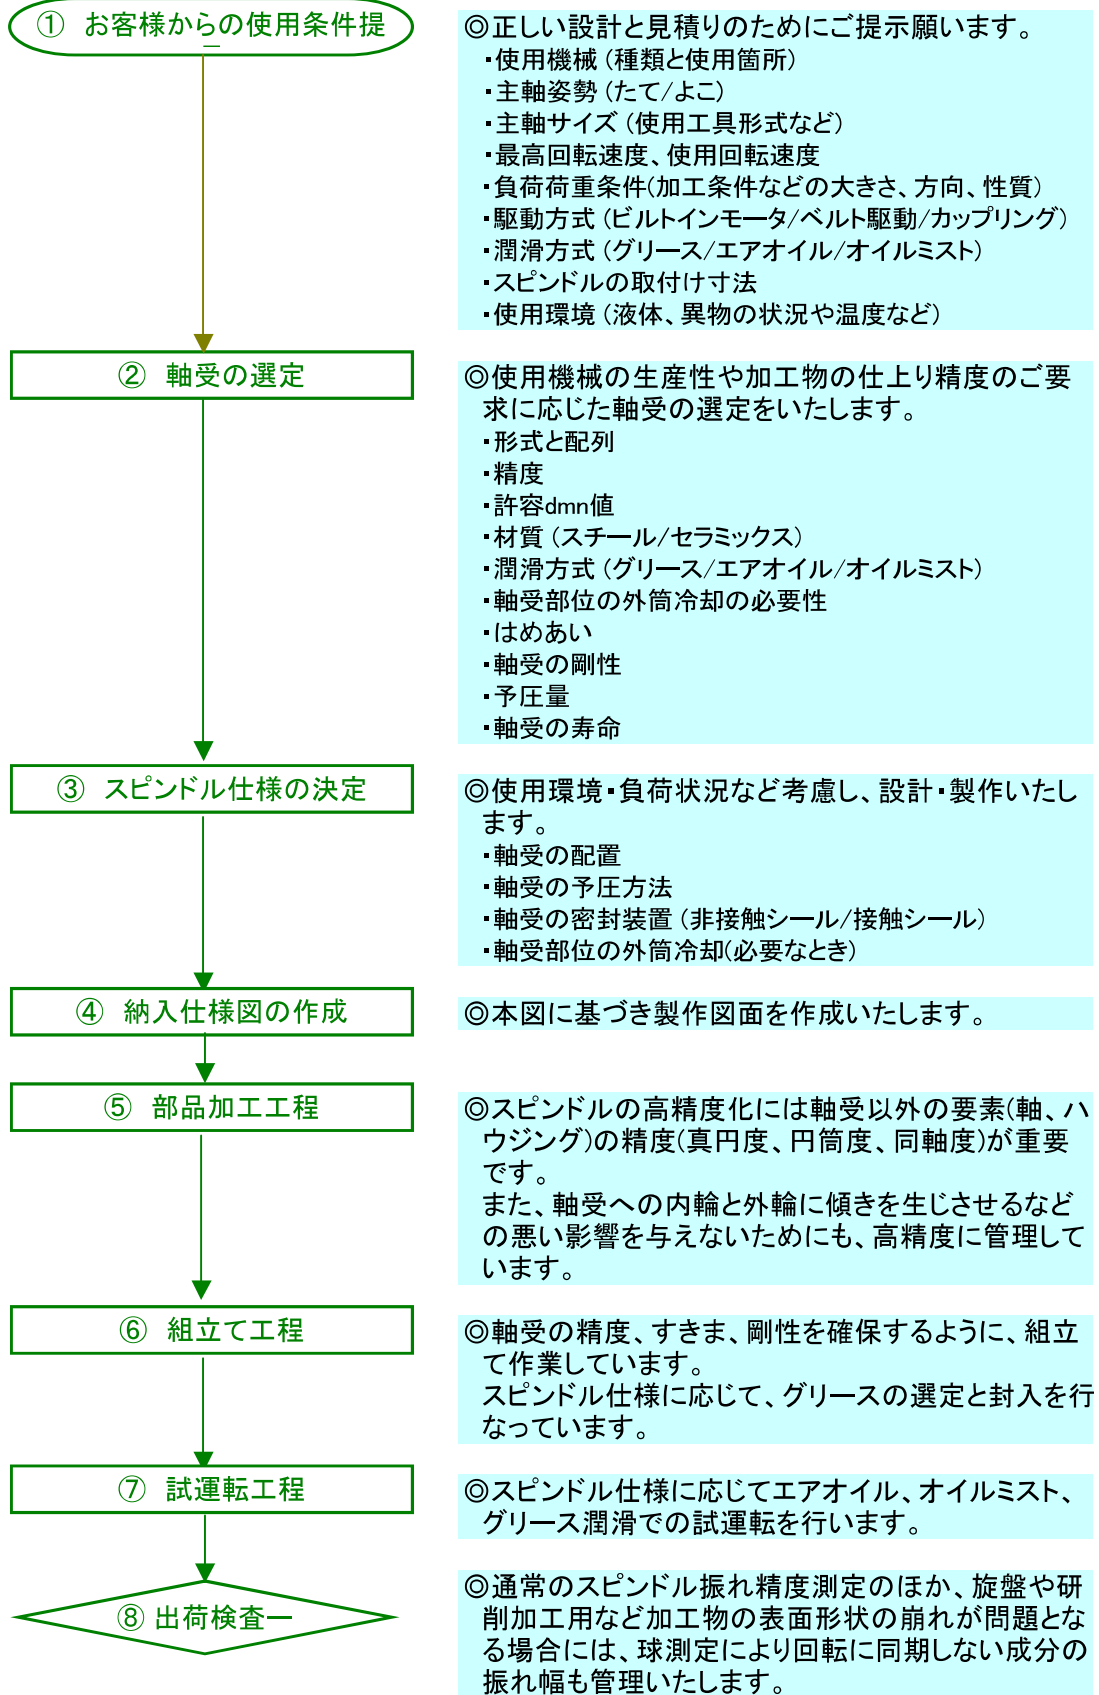 ① お客様からの使用条件提
◎正しい設計と見積りのためにご提示願います。
・使用機械（種類と使用箇所）
・主軸姿勢（たて/よこ）
・主軸サイズ（使用工具形式など）
・最高回転速度、使用回転速度
・負荷荷重条件(加工条件などの大きさ、方向、性質）
・駆動方式（ビルトインモータ/ベルト駆動/カップリング）
・潤滑方式（グリース/エアオイル/オイルミスト）
・スピンドルの取付け寸法
・使用環境（液体、異物の状況や温度など）
② 軸受の選定
◎使用機械の生産性や加工物の仕上り精度のご要
求に応じた軸受の選定をいたします。
・形式と配列
・精度
・許容dmn値
・材質（スチール/セラミックス）
・潤滑方式（グリース/エアオイル/オイルミスト）
・軸受部位の外筒冷却の必要性
・はめあい
・軸受の剛性
・予圧量
・軸受の寿命
③ スピンドル仕様の決定
◎使用環境・負荷状況など考慮し、設計・製作いたし
ます。
・軸受の配置
・軸受の予圧方法
・軸受の密封装置（非接触シール/接触シール）
・軸受部位の外筒冷却(必要なとき）
④ 納入仕様図の作成
◎本図に基づき製作図面を作成いたします。
⑤ 部品加工工程
◎スピンドルの高精度化には軸受以外の要素(軸、ハ
ウジング)の精度(真円度、円筒度、同軸度)が重要
です。
また、軸受への内輪と外輪に傾きを生じさせるなど
の悪い影響を与えないためにも、高精度に管理して
います。
⑥ 組立て工程
◎軸受の精度、すきま、剛性を確保するように、組立
て作業しています。
スピンドル仕様に応じて、グリースの選定と封入を行
なっています。
⑦ 試運転工程
◎スピンドル仕様に応じてエアオイル、オイルミスト、
グリース潤滑での試運転を行います。
⑧ 出荷検査ー
◎通常のスピンドル振れ精度測定のほか、旋盤や研
削加工用など加工物の表面形状の崩れが問題とな
る場合には、球測定により回転に同期しない成分の
振れ幅も管理いたします。